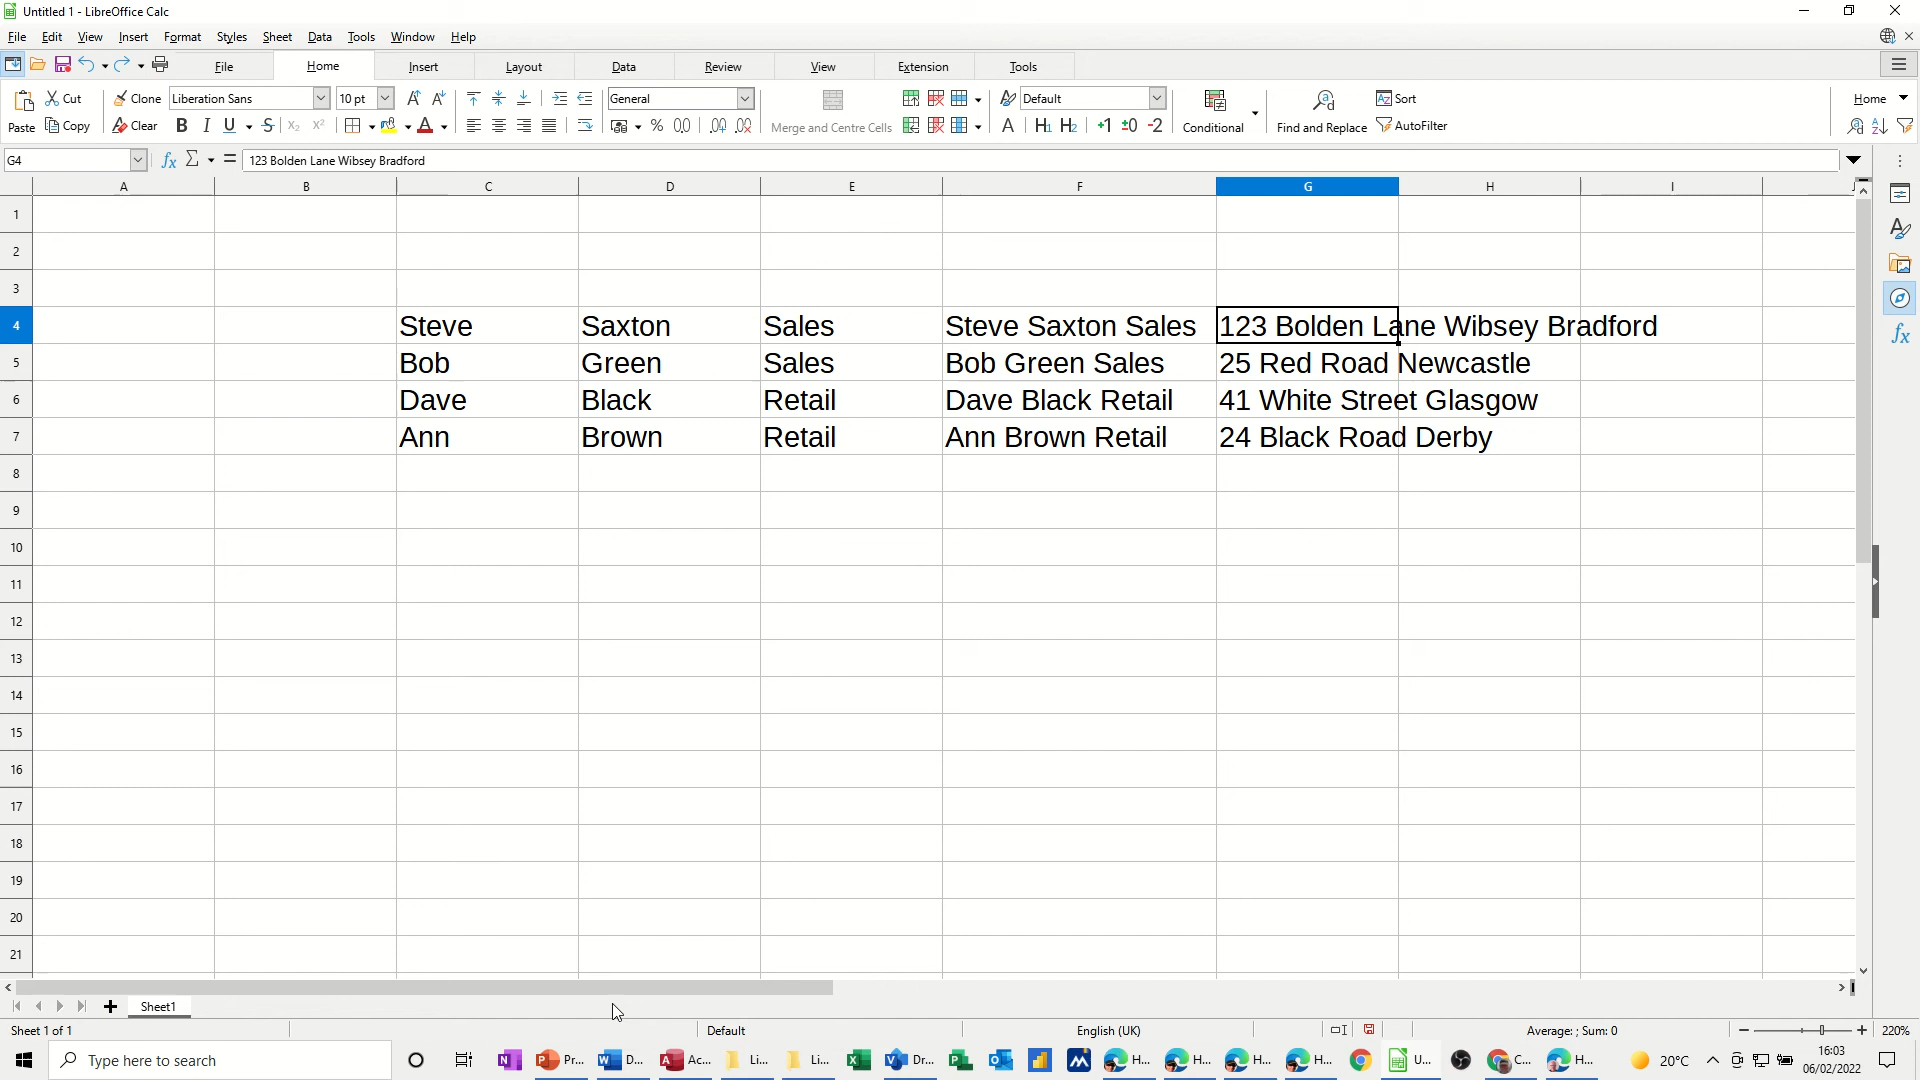 Untitled 1 - LibreOffice Calc
File Edit View Insert Format Styles Sheet Data Tools Window Help
File Home Insert Layout Data Review View Extension Tools
Cut Clone Liberation Sans 10 pt General Default Sort Home
Paste Copy Clear Merge and Centre Cells Conditional Find and Replace AutoFilter
G4 123 Bolden Lane Wibsey Bradford
A B C D E F G H I
1
2
3
4 Steve Saxton Sales Steve Saxton Sales 123 Bolden Lane Wibsey Bradford
5 Bob Green Sales Bob Green Sales 25 Red Road Newcastle
6 Dave Black Retail Dave Black Retail 41 White Street Glasgow
7 Ann Brown Retail Ann Brown Retail 24 Black Road Derby
8
9
10
11
12
13
14
15
16
17
18
19
20
21
Sheet1
Sheet 1 of 1 Default English (UK) Average: ; Sum: 0 220%
Type here to search Pr... D... Ac... Li... Li... Dr... H... H... H... H... U... C... H... 20°C 16:03
06/02/2022